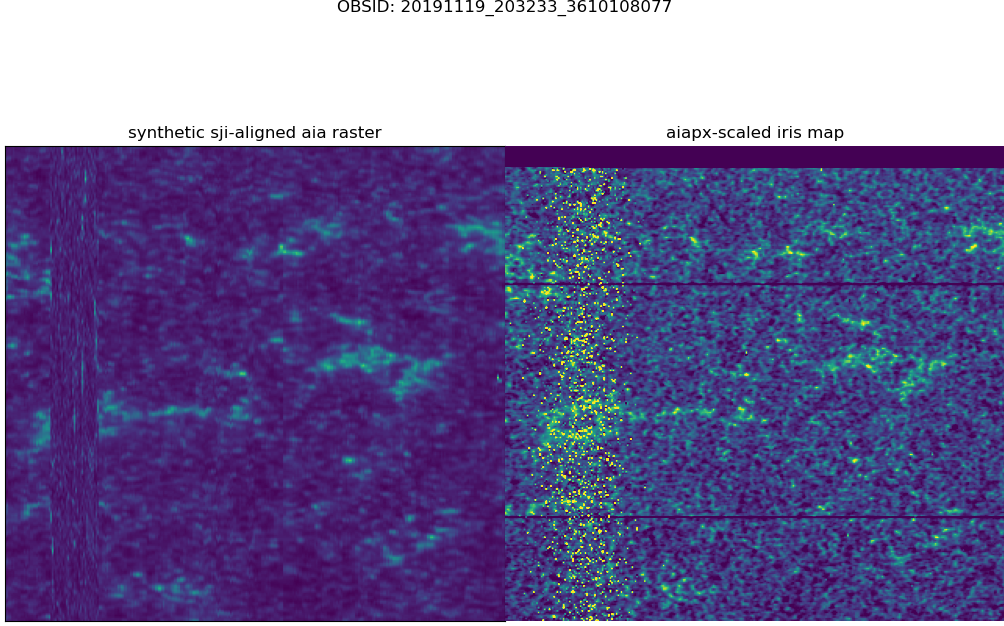 OBSID: 20191119_203233_3610108077
synthetic sji-aligned aia raster
aiapx-scaled iris map